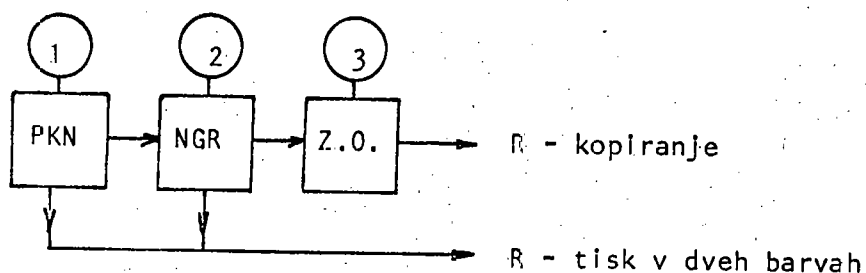 1 2 3
PKN NGR Z.O. R - kopiranje
R - tisk v dveh barvah